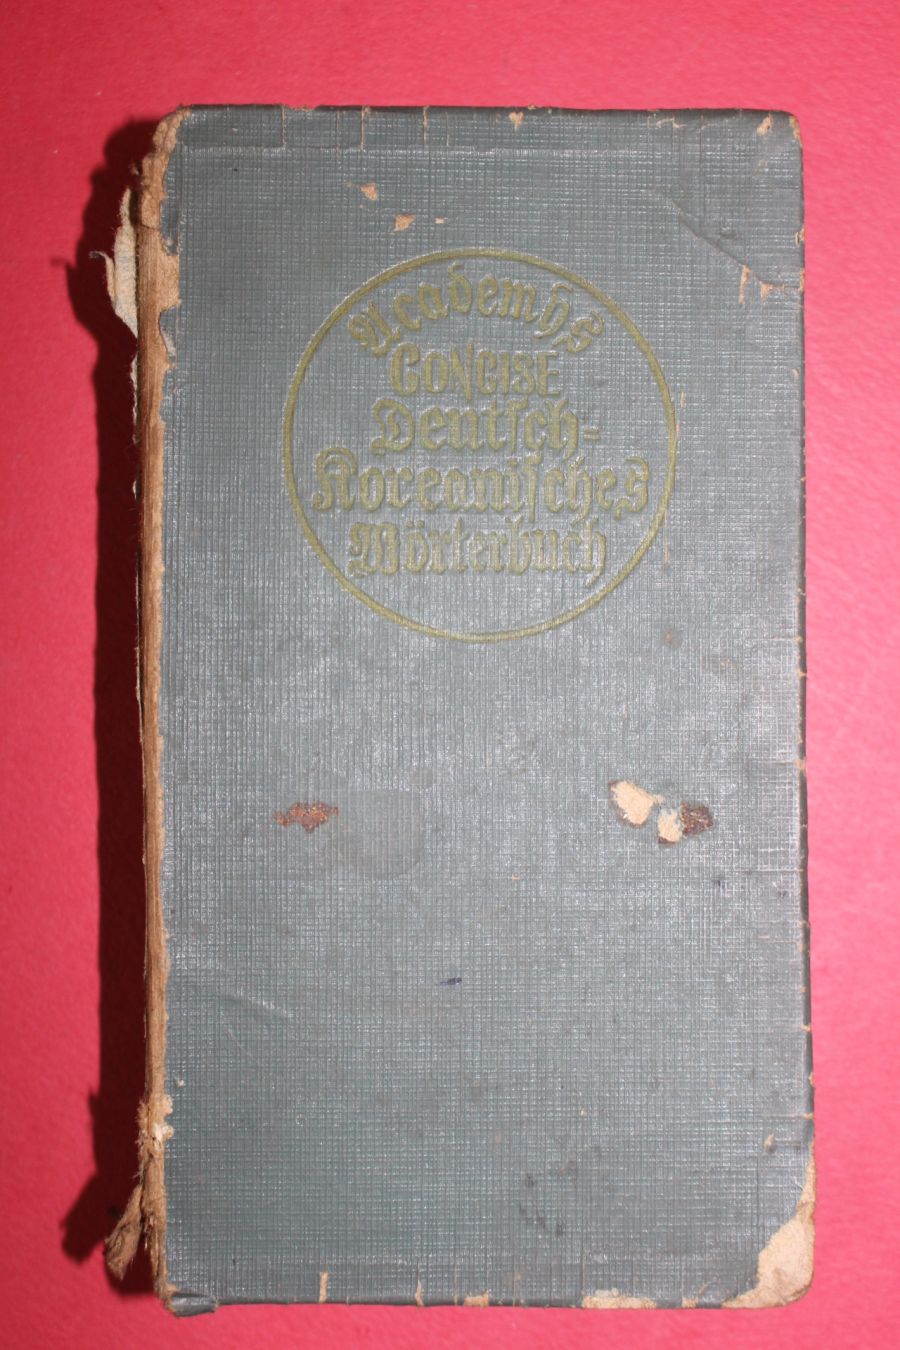 Academy's
CONCISE
Deutsch-
Koreanisches
Wörterbuch